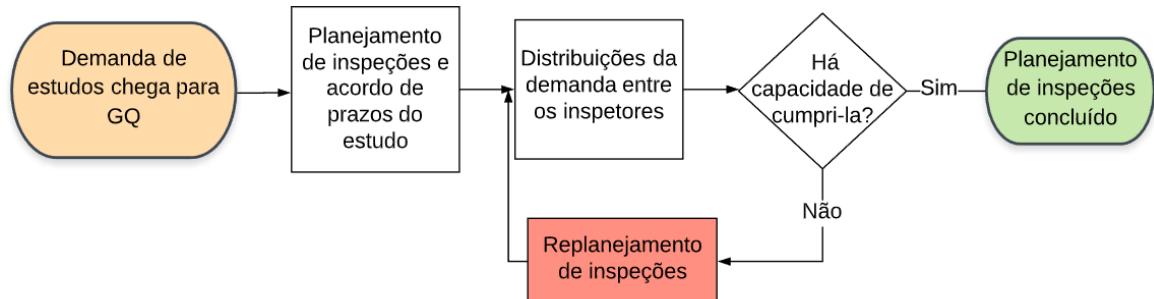 Demanda de
estudos chega para
GQ
Planejamento
de inspeções e
acordo de
prazos do
estudo
Distribuições da
demanda entre
os inspetores
Há
capacidade de
cumpri-la?
Sim
Planejamento
de inspeções
concluído
Não
Replanejamento
de inspeções